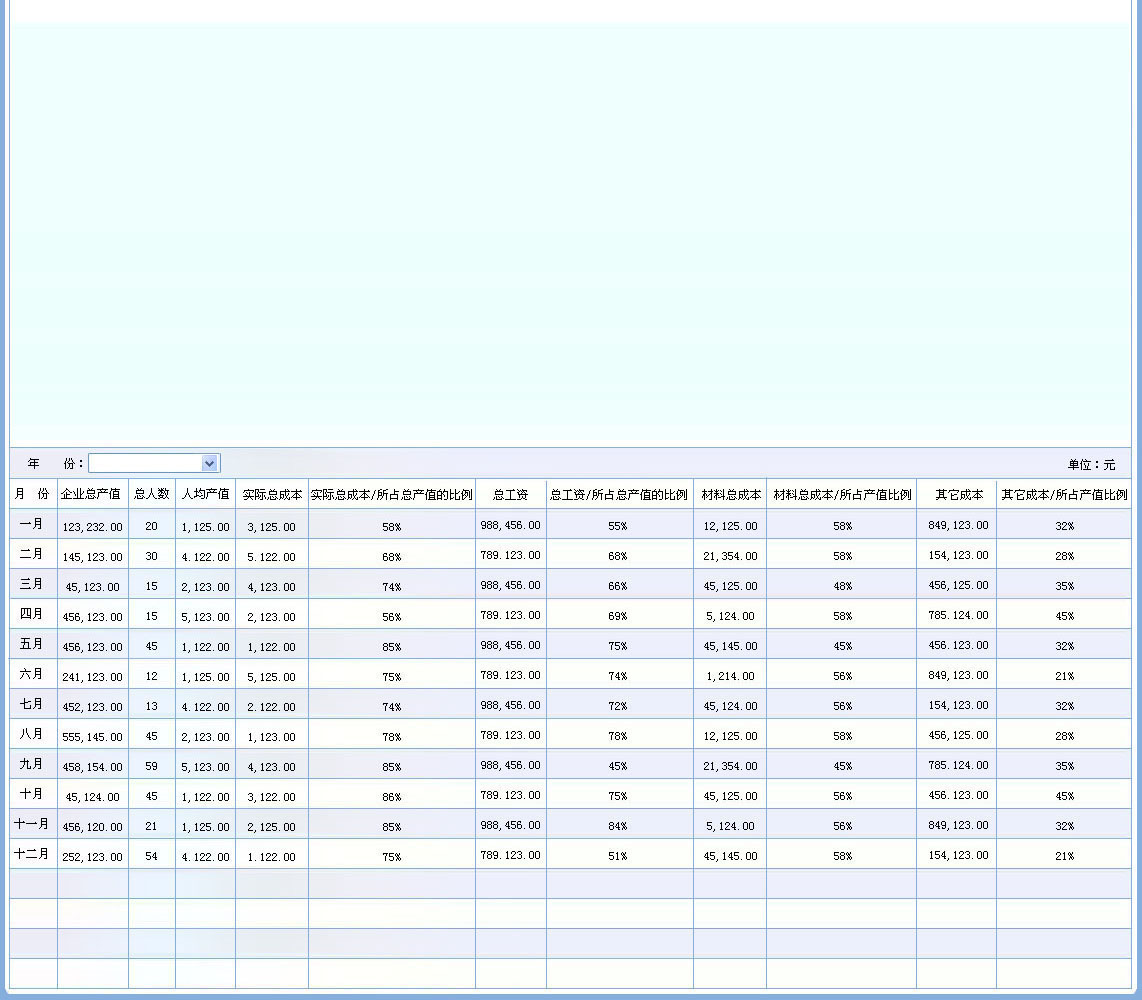 年 份： 单位：元
月 份 企业总产值 总人数 人均产值 实际总成本 实际总成本/所占总产值的比例 总工资 总工资/所占总产值的比例 材料总成本 材料总成本/所占产值比例 其它成本 其它成本/所占产值比例
一月 123,232.00 20 1,125.00 3,125.00 58% 988,456.00 55% 12,125.00 58% 849,123.00 32%
二月 145,123.00 30 4.122.00 5.122.00 68% 789.123.00 68% 21,354.00 58% 154,123.00 28%
三月 45,123.00 15 2,123.00 4,123.00 74% 988,456.00 66% 45,125.00 48% 456,125.00 35%
四月 456,123.00 15 5,123.00 2,123.00 56% 789.123.00 69% 5,124.00 58% 785.124.00 45%
五月 456,123.00 45 1,122.00 1,122.00 85% 988,456.00 75% 45,145.00 45% 456.123.00 32%
六月 241,123.00 12 1,125.00 5,125.00 75% 789.123.00 74% 1,214.00 56% 849,123.00 21%
七月 452,123.00 13 4.122.00 2.122.00 74% 988,456.00 72% 45,124.00 56% 154,123.00 32%
八月 555,145.00 45 2,123.00 1,123.00 78% 789.123.00 78% 12,125.00 58% 456,125.00 28%
九月 458,154.00 59 5,123.00 4,123.00 85% 988,456.00 45% 21,354.00 45% 785.124.00 35%
十月 45,124.00 45 1,122.00 3,122.00 86% 789.123.00 75% 45,125.00 56% 456.123.00 45%
十一月 456,120.00 21 1,125.00 2,125.00 85% 988,456.00 84% 5,124.00 56% 849,123.00 32%
十二月 252,123.00 54 4.122.00 1.122.00 75% 789.123.00 51% 45,145.00 58% 154,123.00 21%